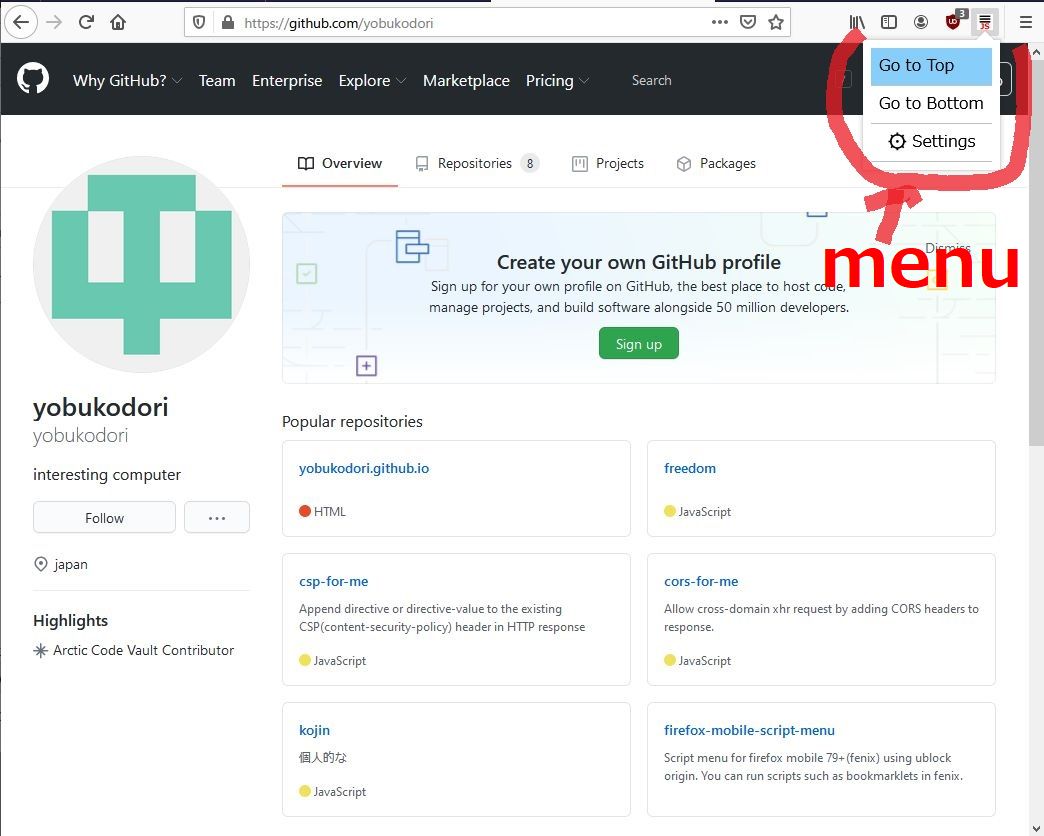 https://github.com/yobukodori
3
JS
Why GitHub?
Team
Enterprise
Explore
Marketplace
Pricing
Search
Go to Top
Go to Bottom
Settings
menu
Overview
Repositories 8
Projects
Packages
Dismiss
Create your own GitHub profile
Sign up for your own profile on GitHub, the best place to host code,
manage projects, and build software alongside 50 million developers.
Sign up
yobukodori
yobukodori
interesting computer
Follow
...
japan
Highlights
Arctic Code Vault Contributor
Popular repositories
yobukodori.github.io
HTML
freedom
JavaScript
csp-for-me
Append directive or directive-value to the existing
CSP(content-security-policy) header in HTTP response
JavaScript
cors-for-me
Allow cross-domain xhr request by adding CORS headers to
response.
JavaScript
kojin
個人的な
JavaScript
firefox-mobile-script-menu
Script menu for firefox mobile 79+(fenix) using ublock
origin. You can run scripts such as bookmarklets in fenix.